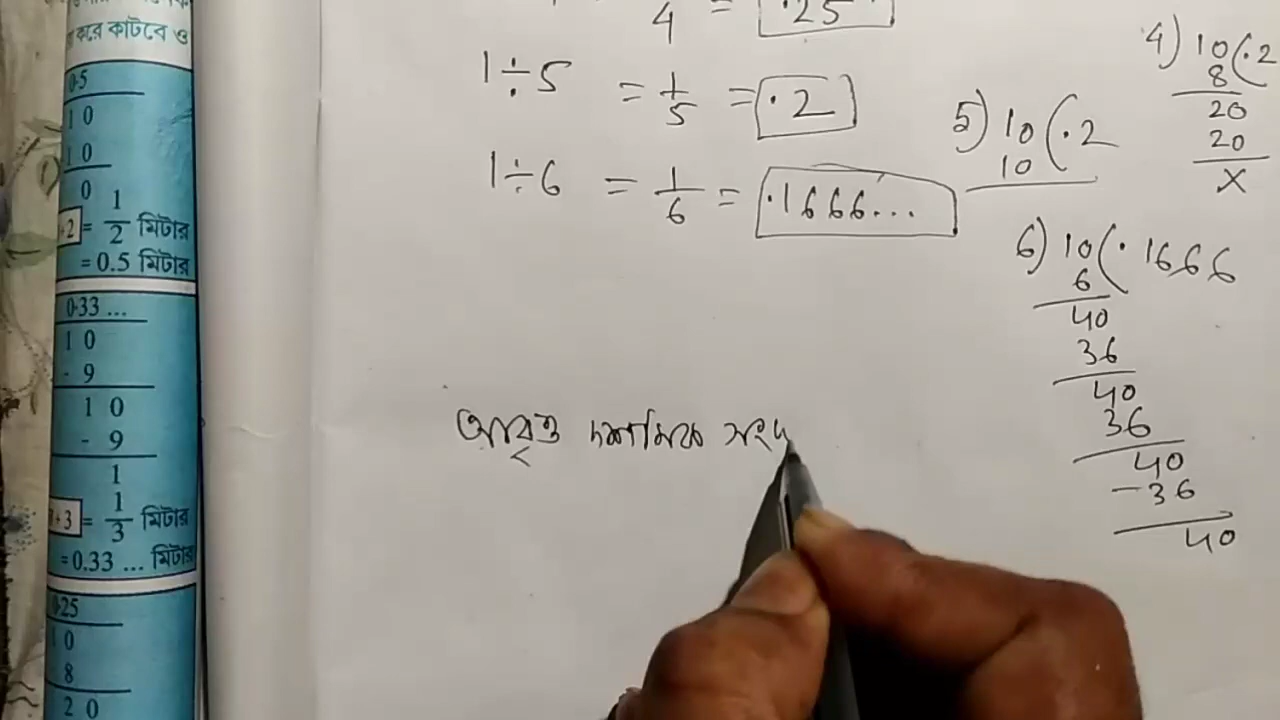 করে কাটবে ও
0·5
1 0
1 0
0
= 1/2 মিটার
= 0.5 মিটার
0·33 ...
1 0
- 9
1 0
- 9
1
÷ 3 = 1/3 মিটার
= 0.33 ... মিটার
0·25
1 0
8
2 0
4 = ·25
1÷5 = 1/5 = ·2
1÷6 = 1/6 = ·1666...
4) 10 (·2
8
20
20
X
5) 10 (·2
10
6) 10 (·1666
6
40
36
40
36
40
-36
40
আবৃত্ত দশমিক